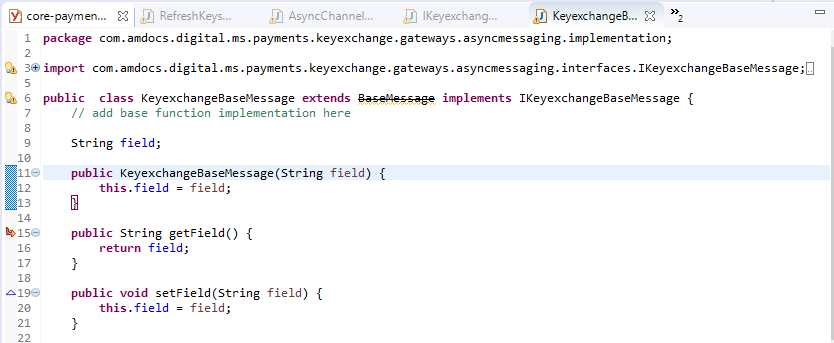 core-paymen... RefreshKeys... AsyncChannel... IKeyexchang... KeyexchangeB... »2
1 package com.amdocs.digital.ms.payments.keyexchange.gateways.asyncmessaging.implementation;
2
3 import com.amdocs.digital.ms.payments.keyexchange.gateways.asyncmessaging.interfaces.IKeyexchangeBaseMessage;
5
6 public  class KeyexchangeBaseMessage extends BaseMessage implements IKeyexchangeBaseMessage {
7     // add base function implementation here
8
9     String field;
10
11     public KeyexchangeBaseMessage(String field) {
12         this.field = field;
13     }
14
15     public String getField() {
16         return field;
17     }
18
19     public void setField(String field) {
20         this.field = field;
21     }
22